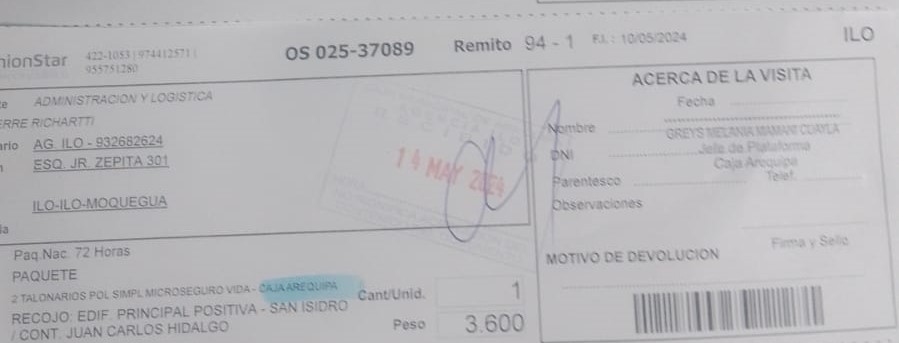 nionStar 422-1053 | 974412571 | 955751280 OS 025-37089 Remito 94 - 1 F.I.: 10/05/2024 ILO
te ADMINISTRACION Y LOGISTICA
ERRE RICHARTTI
ario AG. ILO - 932682624
n ESQ. JR. ZEPITA 301
ILO-ILO-MOQUEGUA
ia
14 MAY 2024
ACERCA DE LA VISITA
Fecha
Nombre GREYS MELANIA MAMANI CUAYLA
Jefe de Plataforma
DNI
Caja Arequipa
Parentesco Telef.
Observaciones
Firma y Sello
MOTIVO DE DEVOLUCION
Paq.Nac. 72 Horas
PAQUETE
2 TALONARIOS POL SIMPL MICROSEGURO VIDA - CAJA AREQUIPA Cant/Unid. 1
RECOJO: EDIF. PRINCIPAL POSITIVA - SAN ISIDRO
/ CONT. JUAN CARLOS HIDALGO Peso 3.600